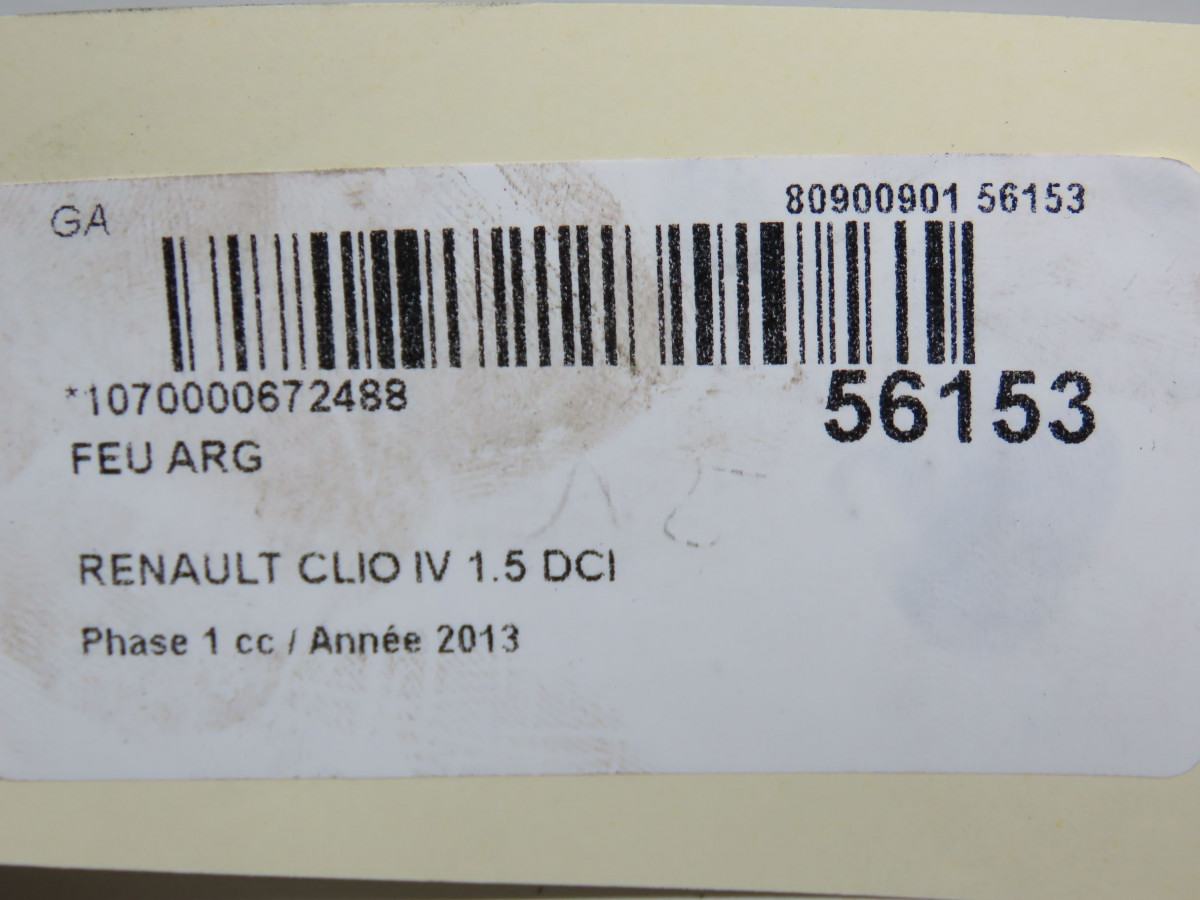 GA
80900901 56153
*1070000672488
56153
FEU ARG
RENAULT CLIO IV 1.5 DCI
Phase 1 cc / Année 2013